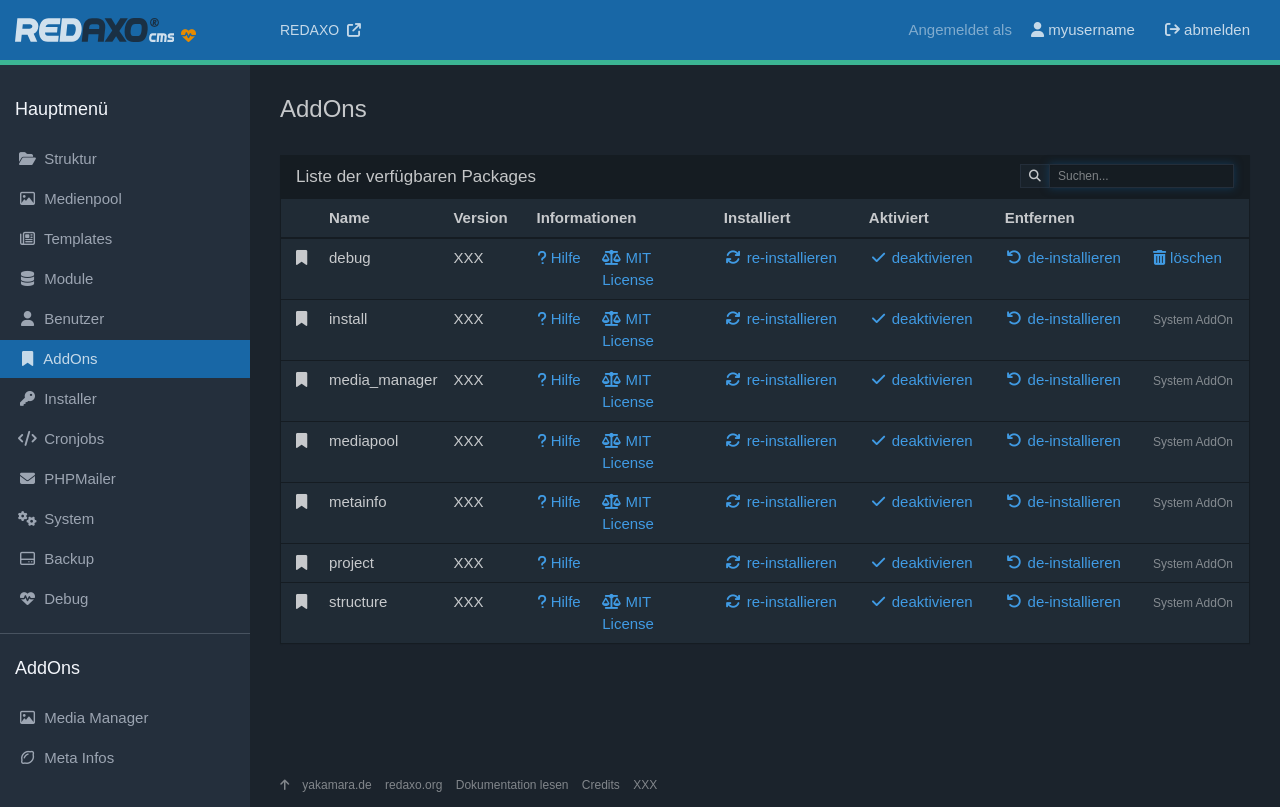 REDAXO® cms
REDAXO
Angemeldet als myusername abmelden
Hauptmenü
Struktur
Medienpool
Templates
Module
Benutzer
AddOns
Installer
Cronjobs
PHPMailer
System
Backup
Debug
AddOns
Media Manager
Meta Infos
AddOns
Liste der verfügbaren Packages
Suchen...
Name Version Informationen Installiert Aktiviert Entfernen
debug XXX Hilfe MIT License re-installieren deaktivieren de-installieren löschen
install XXX Hilfe MIT License re-installieren deaktivieren de-installieren System AddOn
media_manager XXX Hilfe MIT License re-installieren deaktivieren de-installieren System AddOn
mediapool XXX Hilfe MIT License re-installieren deaktivieren de-installieren System AddOn
metainfo XXX Hilfe MIT License re-installieren deaktivieren de-installieren System AddOn
project XXX Hilfe re-installieren deaktivieren de-installieren System AddOn
structure XXX Hilfe MIT License re-installieren deaktivieren de-installieren System AddOn
yakamara.de redaxo.org Dokumentation lesen Credits XXX